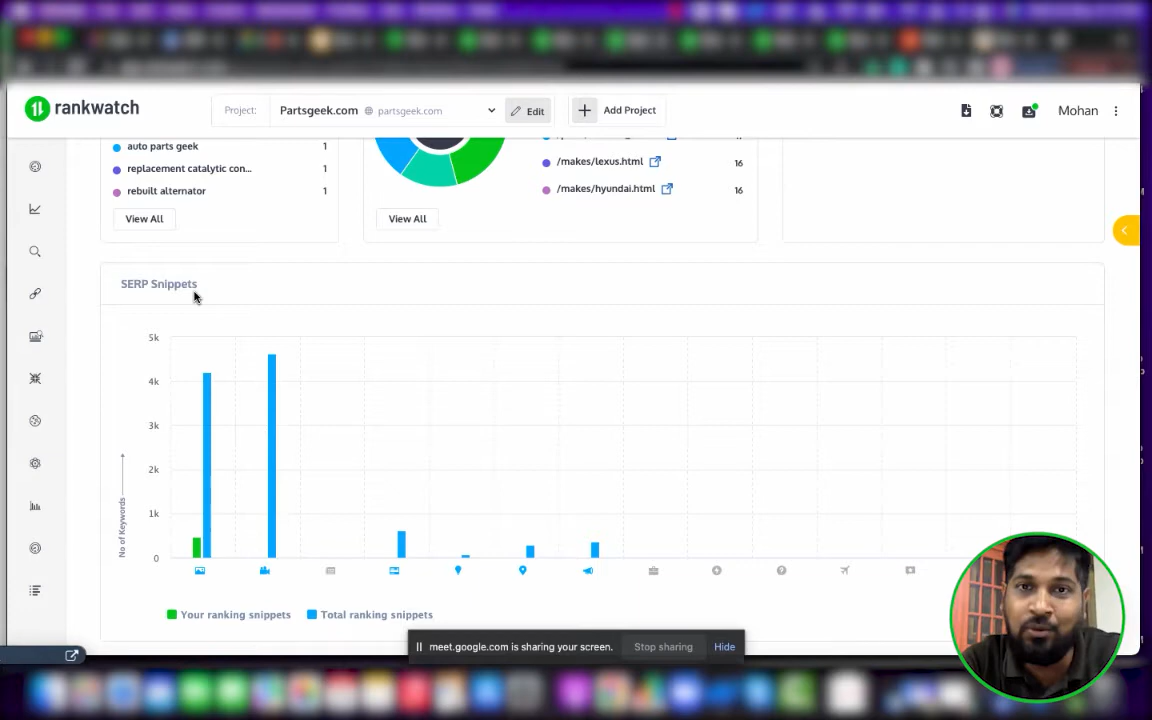 rankwatch
Project:
Partsgeek.com
partsgeek.com
Edit
Add Project
Mohan
auto parts geek 1
replacement catalytic con... 1
rebuilt alternator 1
View All
/makes/lexus.html 16
/makes/hyundai.html 16
View All
SERP Snippets
5k
4k
3k
2k
1k
0
No of Keywords
Your ranking snippets
Total ranking snippets
meet.google.com is sharing your screen.
Stop sharing
Hide